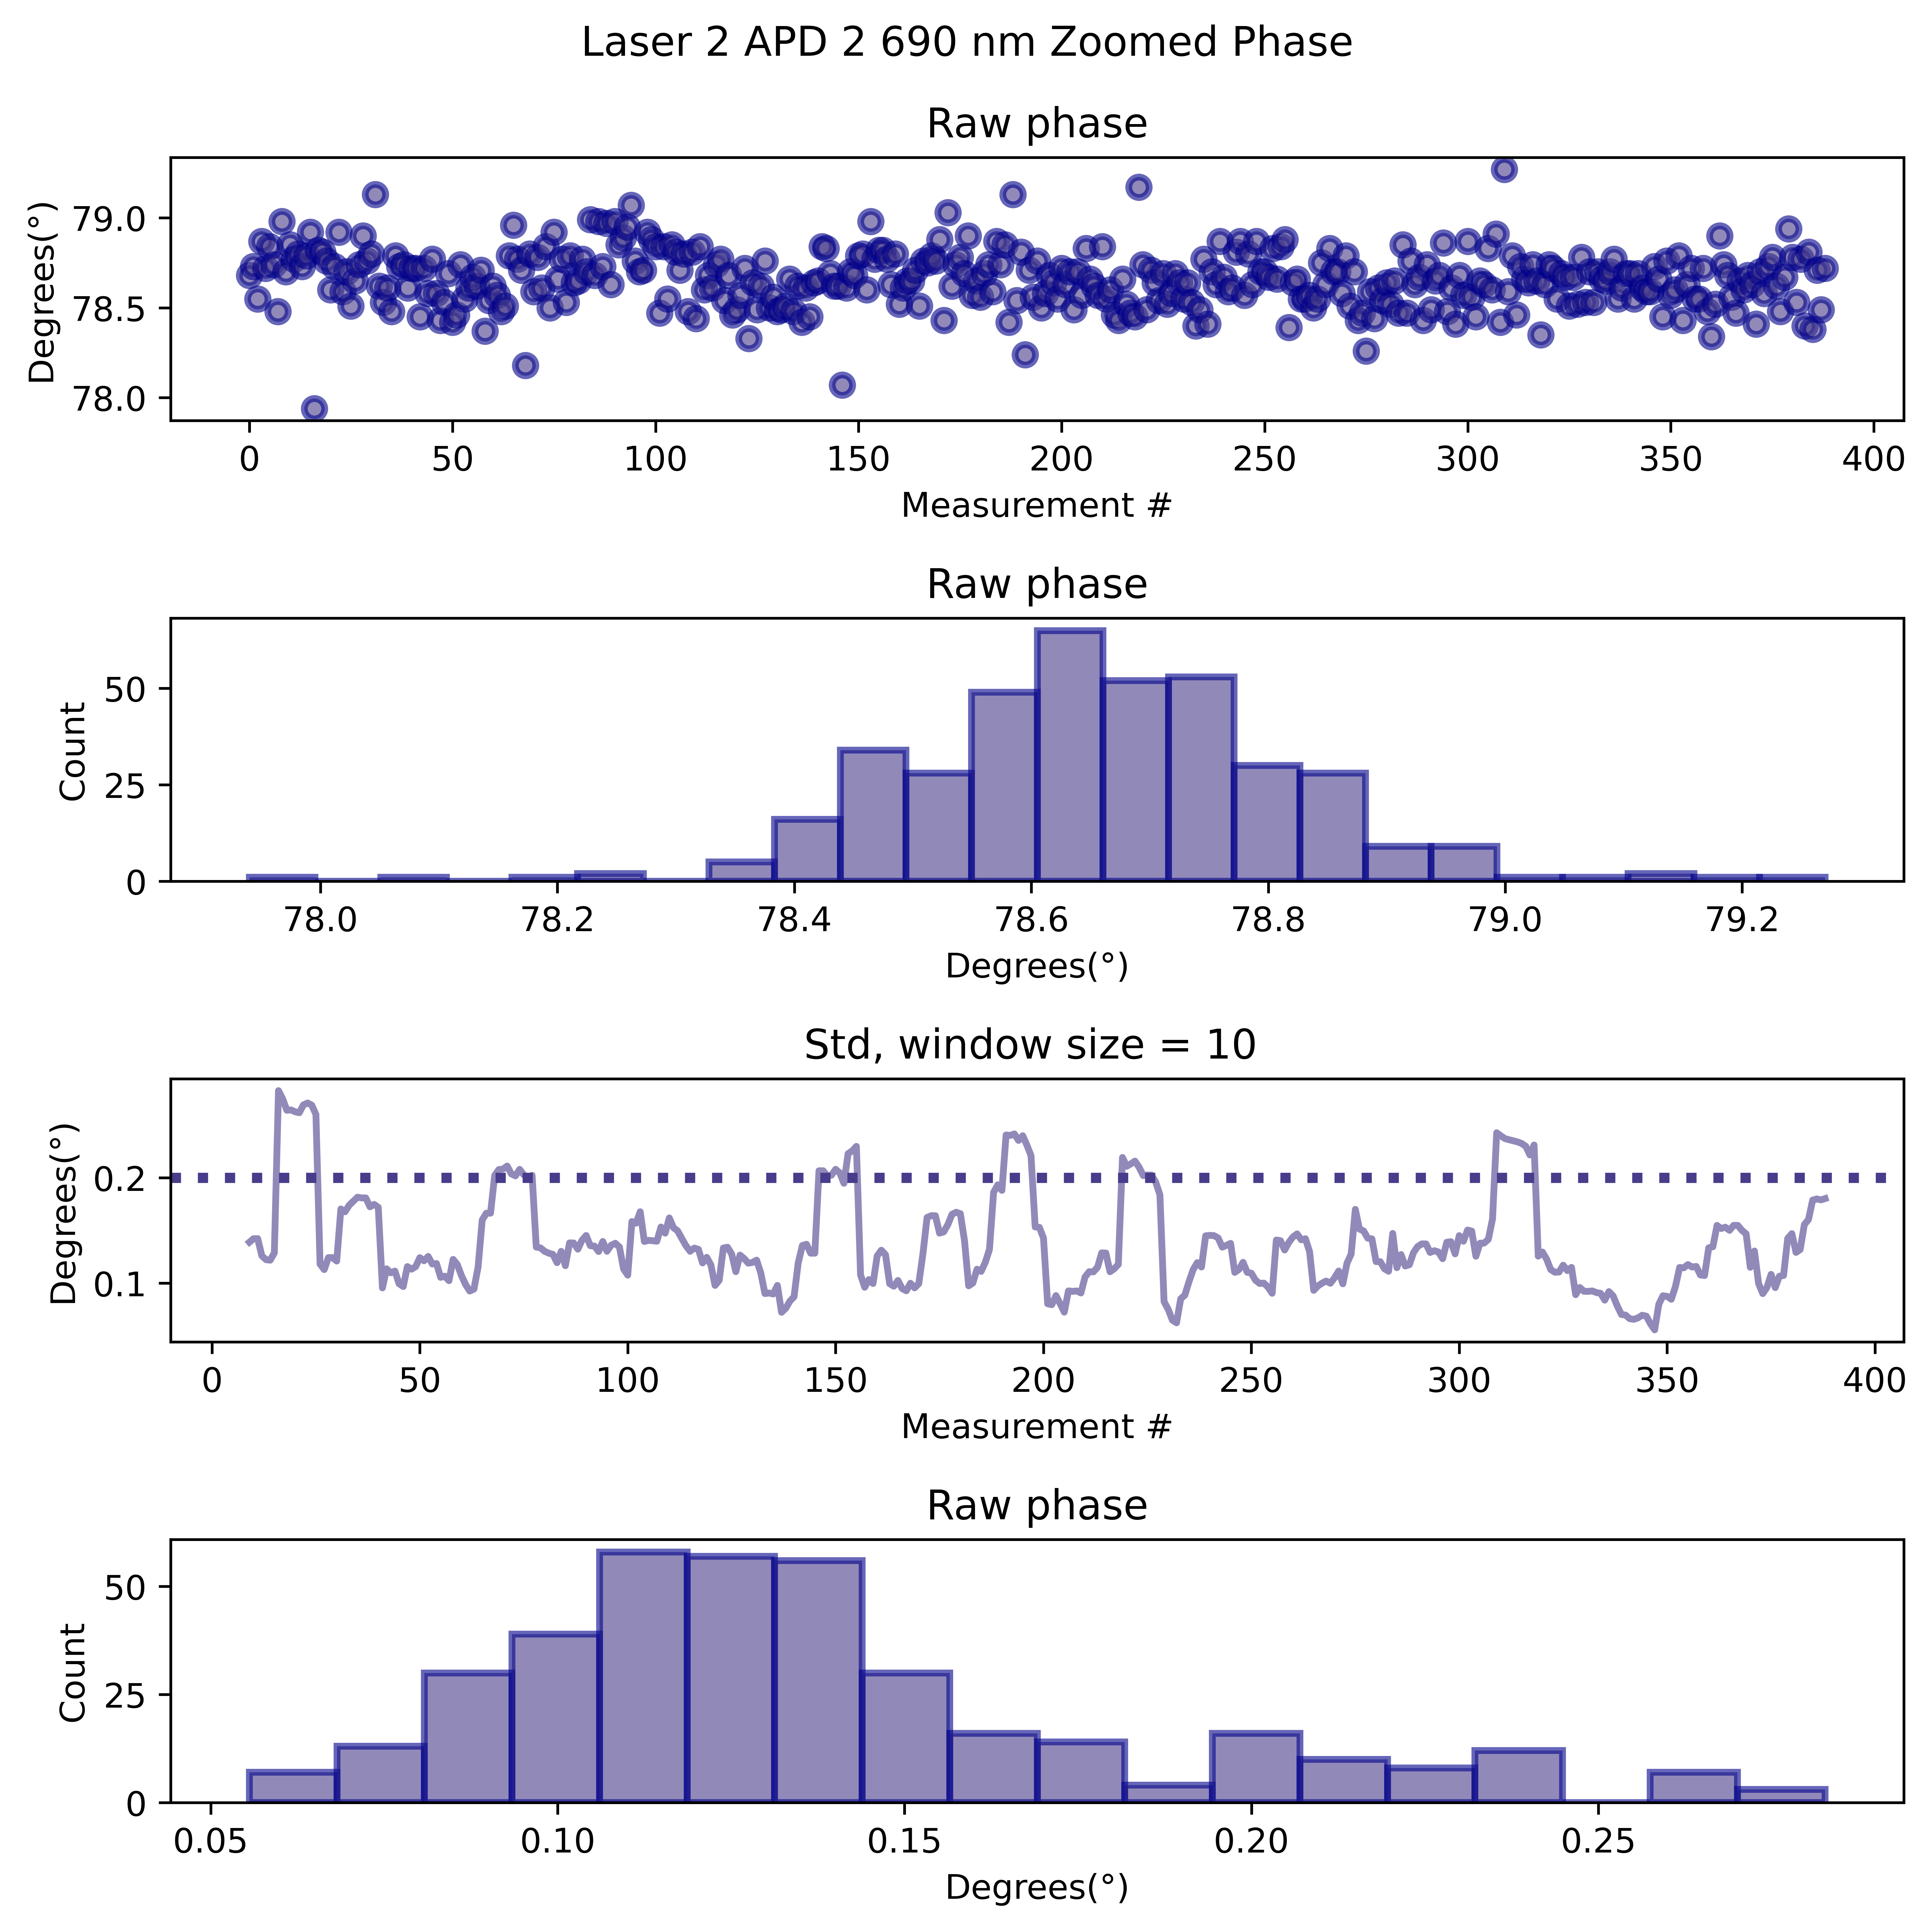 Laser 2 APD 2 690 nm Zoomed Phase
Raw phase
Degrees(°)
79.0
78.5
78.0
0 50 100 150 200 250 300 350 400
Measurement #
Raw phase
Count
50
25
0
78.0 78.2 78.4 78.6 78.8 79.0 79.2
Degrees(°)
Std, window size = 10
Degrees(°)
0.2
0.1
0 50 100 150 200 250 300 350 400
Measurement #
Raw phase
Count
50
25
0
0.05 0.10 0.15 0.20 0.25
Degrees(°)